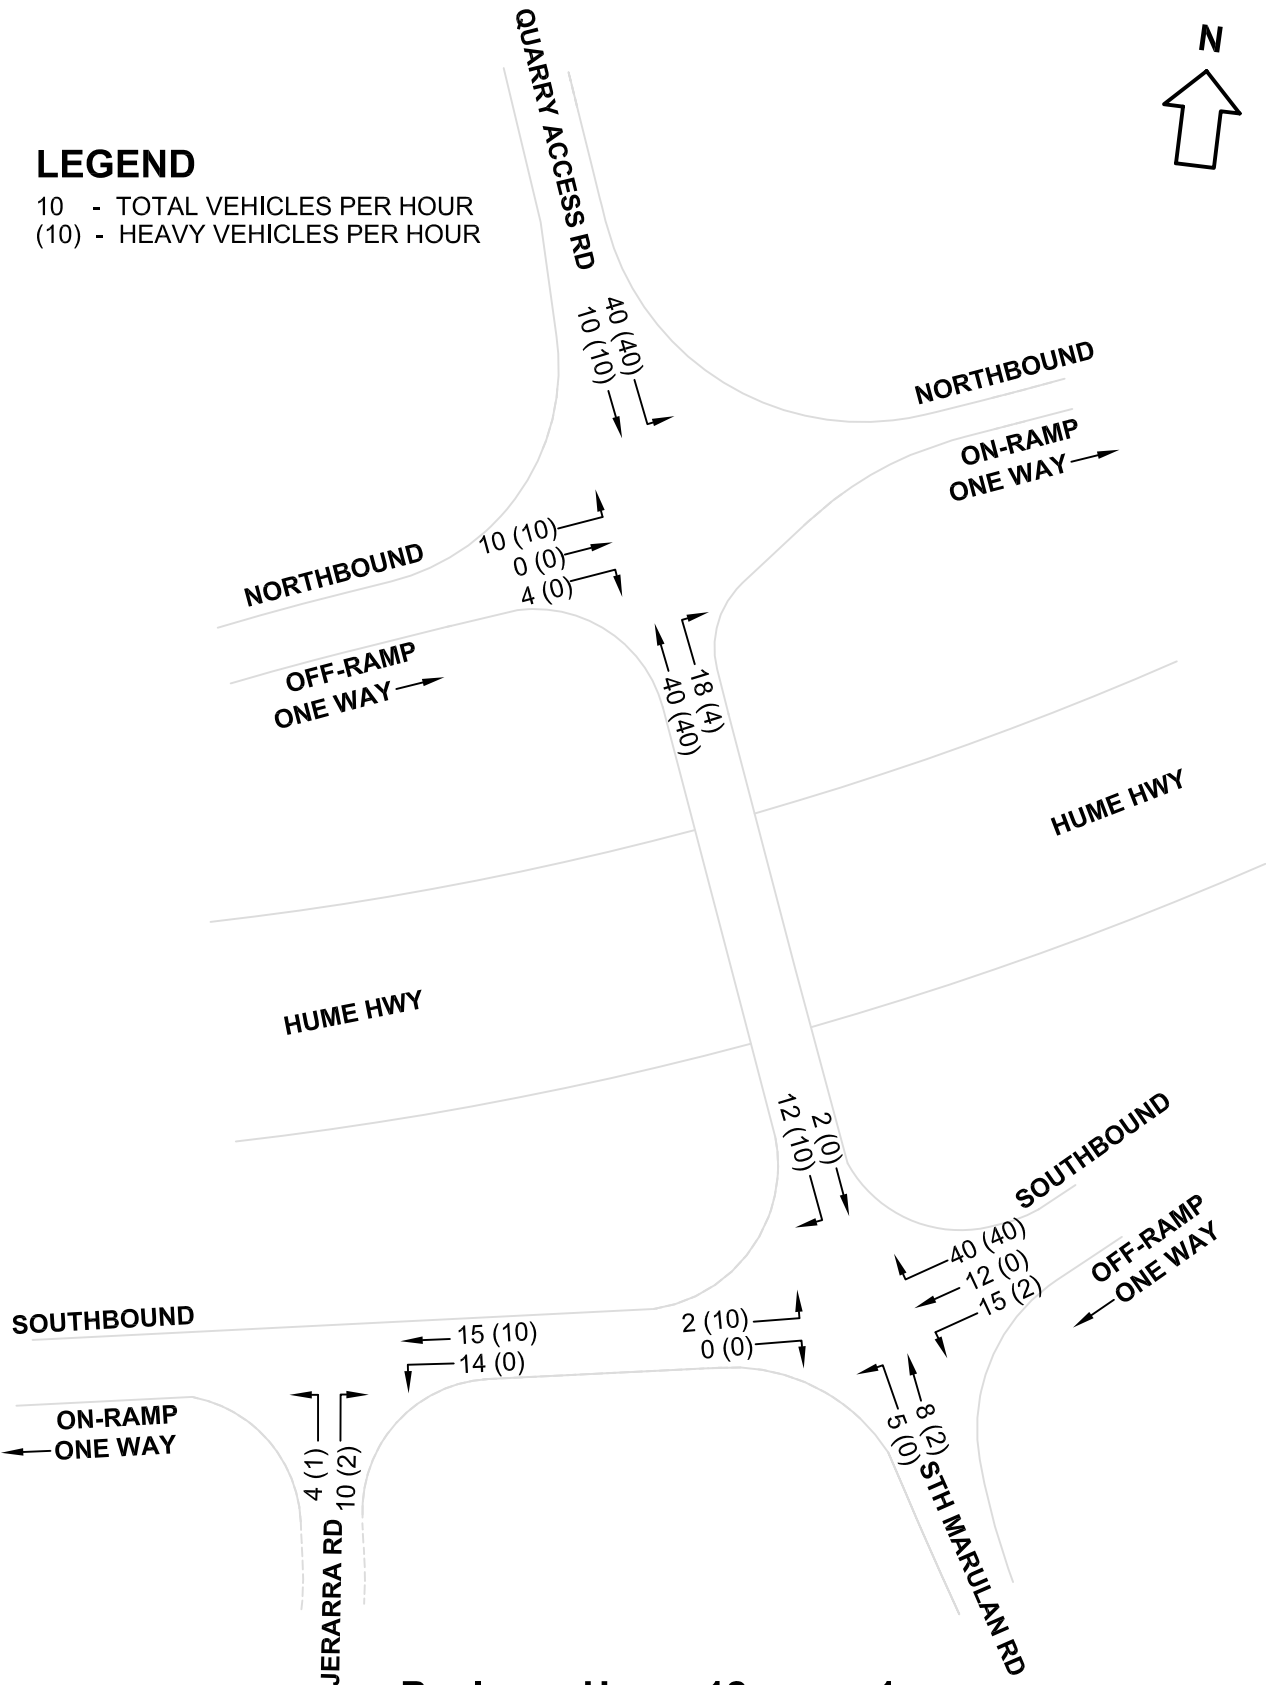 QUARRY ACCESS RD
N
LEGEND
10 - TOTAL VEHICLES PER HOUR
(10) - HEAVY VEHICLES PER HOUR
40 (40)
10 (10)
NORTHBOUND
ON-RAMP
ONE WAY
10 (10)
0 (0)
4 (0)
NORTHBOUND
OFF-RAMP
ONE WAY
18 (4)
40 (40)
HUME HWY
HUME HWY
2 (0)
12 (10)
SOUTHBOUND
OFF-RAMP
ONE WAY
40 (40)
12 (0)
15 (2)
SOUTHBOUND
15 (10)
14 (0)
2 (10)
0 (0)
ON-RAMP
ONE WAY
4 (1)
10 (2)
JERARRA RD
8 (2)
5 (0)
STH MARULAN RD